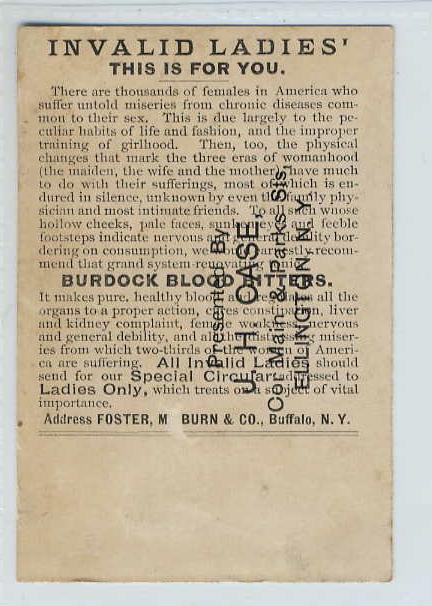 INVALID LADIES'
THIS IS FOR YOU.
There are thousands of females in America who
suffer untold miseries from chronic diseases com-
mon to their sex. This is due largely to the pe-
culiar habits of life and fashion, and the improper
training of girlhood. Then, too, the physical
changes that mark the three eras of womanhood
(the maiden, the wife and the mother) have much
to do with their sufferings, most of which is en-
dured in silence, unknown by even the family phy-
sician and most intimate friends. To all such whose
hollow cheeks, pale faces, sunken eyes and feeble
footsteps indicate nervous and general debility bor-
dering on consumption, we would earnestly recom-
mend that grand system-renovating tonic,
BURDOCK BLOOD BITTERS.
It makes pure, healthy blood, and regulates all the
organs to a proper action, cures constipation, liver
and kidney complaint, female weakness, nervous
and general debility, and all the distressing miser-
ies from which two-thirds of the women of Ameri-
ca are suffering. All Invalid Ladies should
send for our Special Circular addressed to
Ladies Only, which treats on a subject of vital
importance.
Address FOSTER, M BURN & CO., Buffalo, N. Y.
Presented By
J. H. CASE,
Cor. Main & Parks Sts.
N. Y.